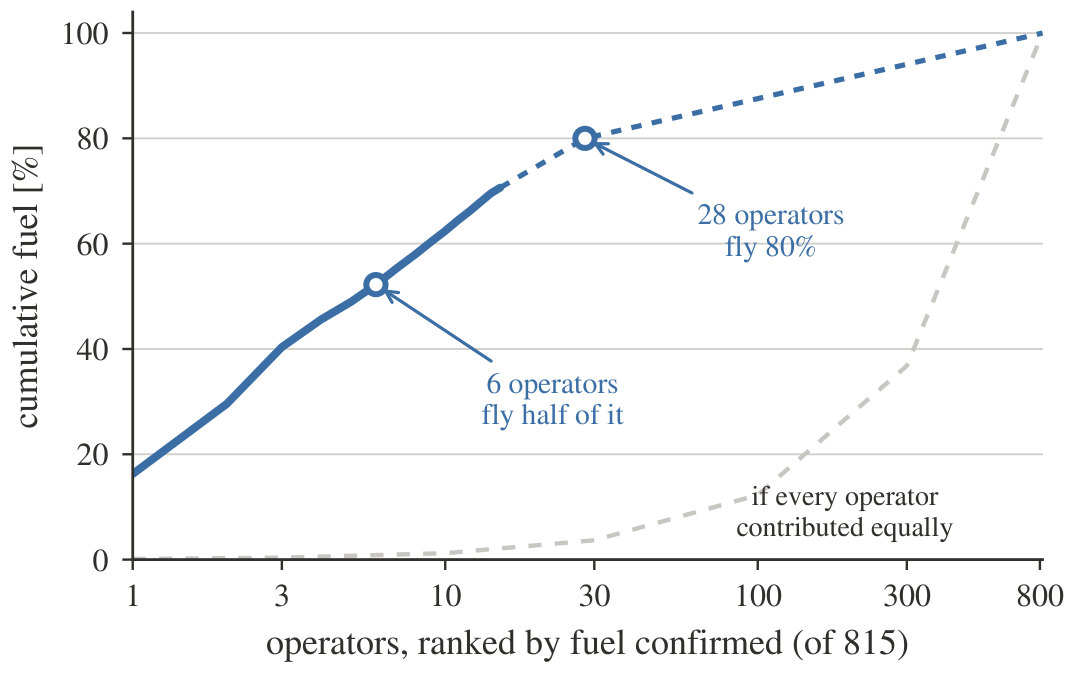 100
80
60
40
20
0
cumulative fuel [%]
28 operators
fly 80%
6 operators
fly half of it
if every operator
contributed equally
1 3 10 30 100 300 800
operators, ranked by fuel confirmed (of 815)